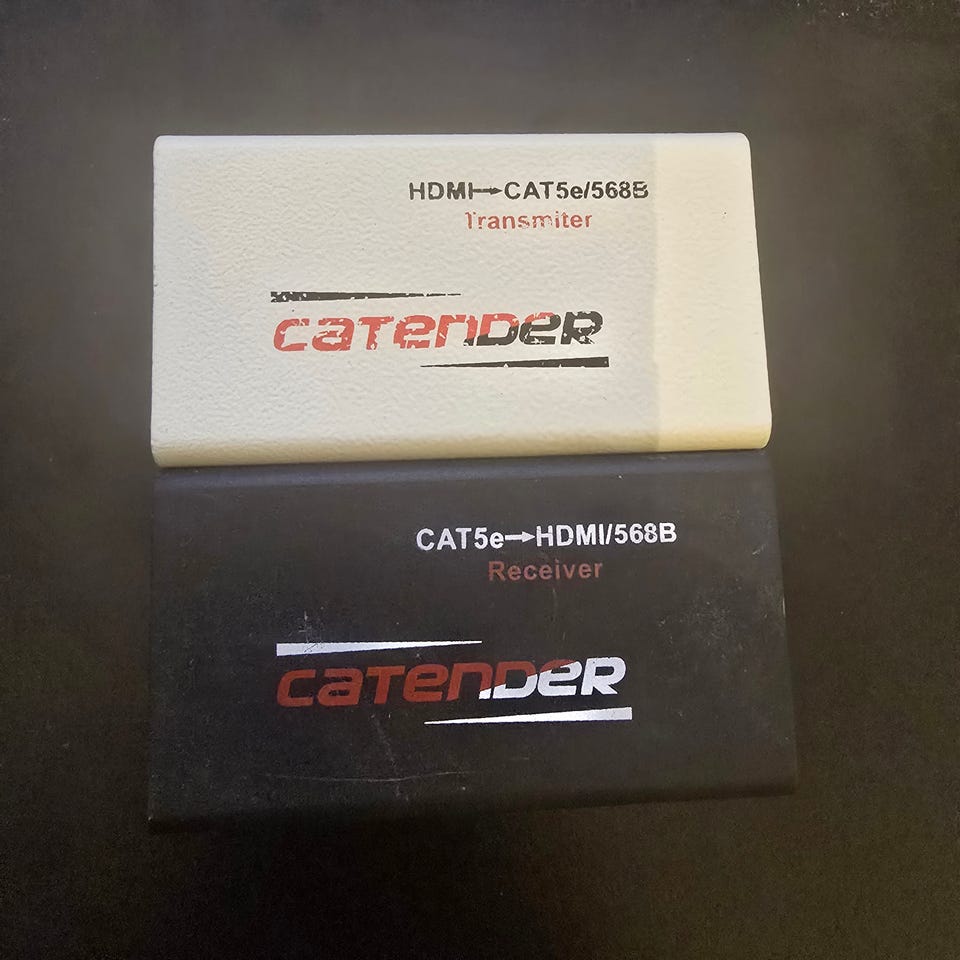 HDMI→CAT5e/568B
Transmiter
CATENDER
CAT5e→HDMI/568B
Receiver
CATENDER